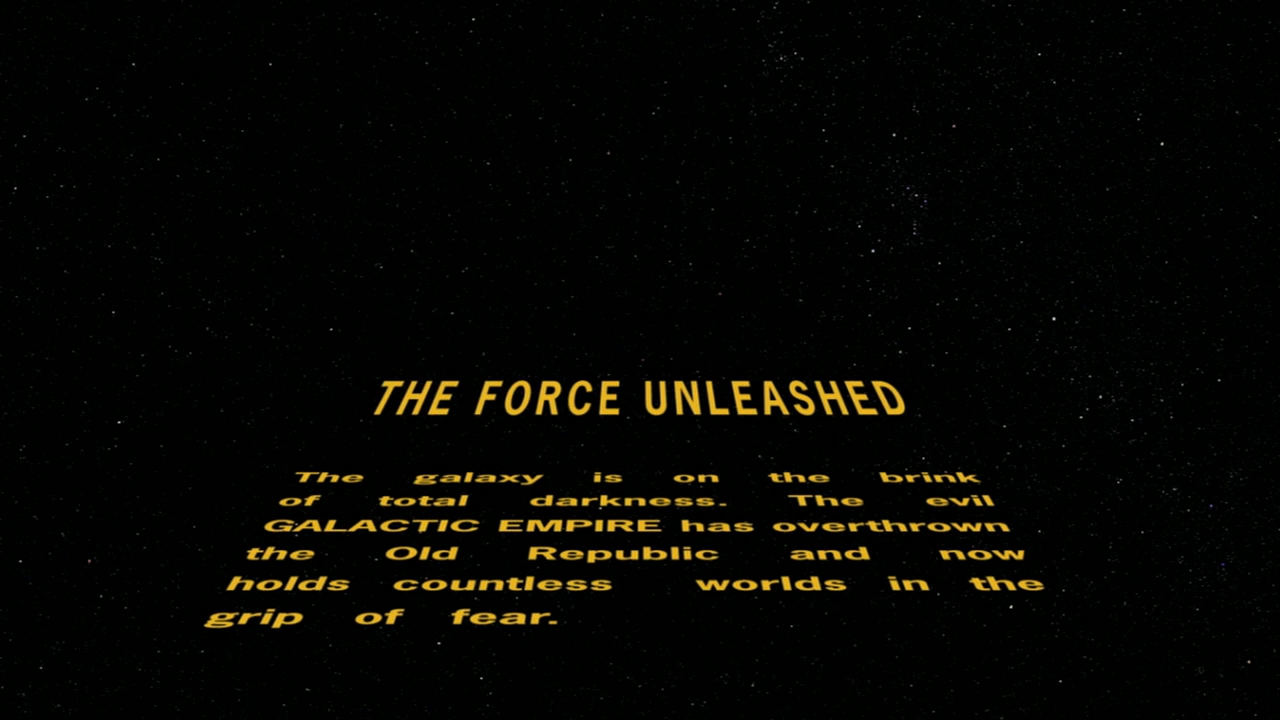 THE FORCE UNLEASHED
The galaxy is on the brink
of total darkness. The evil
GALACTIC EMPIRE has overthrown
the Old Republic and now
holds countless worlds in the
grip of fear.